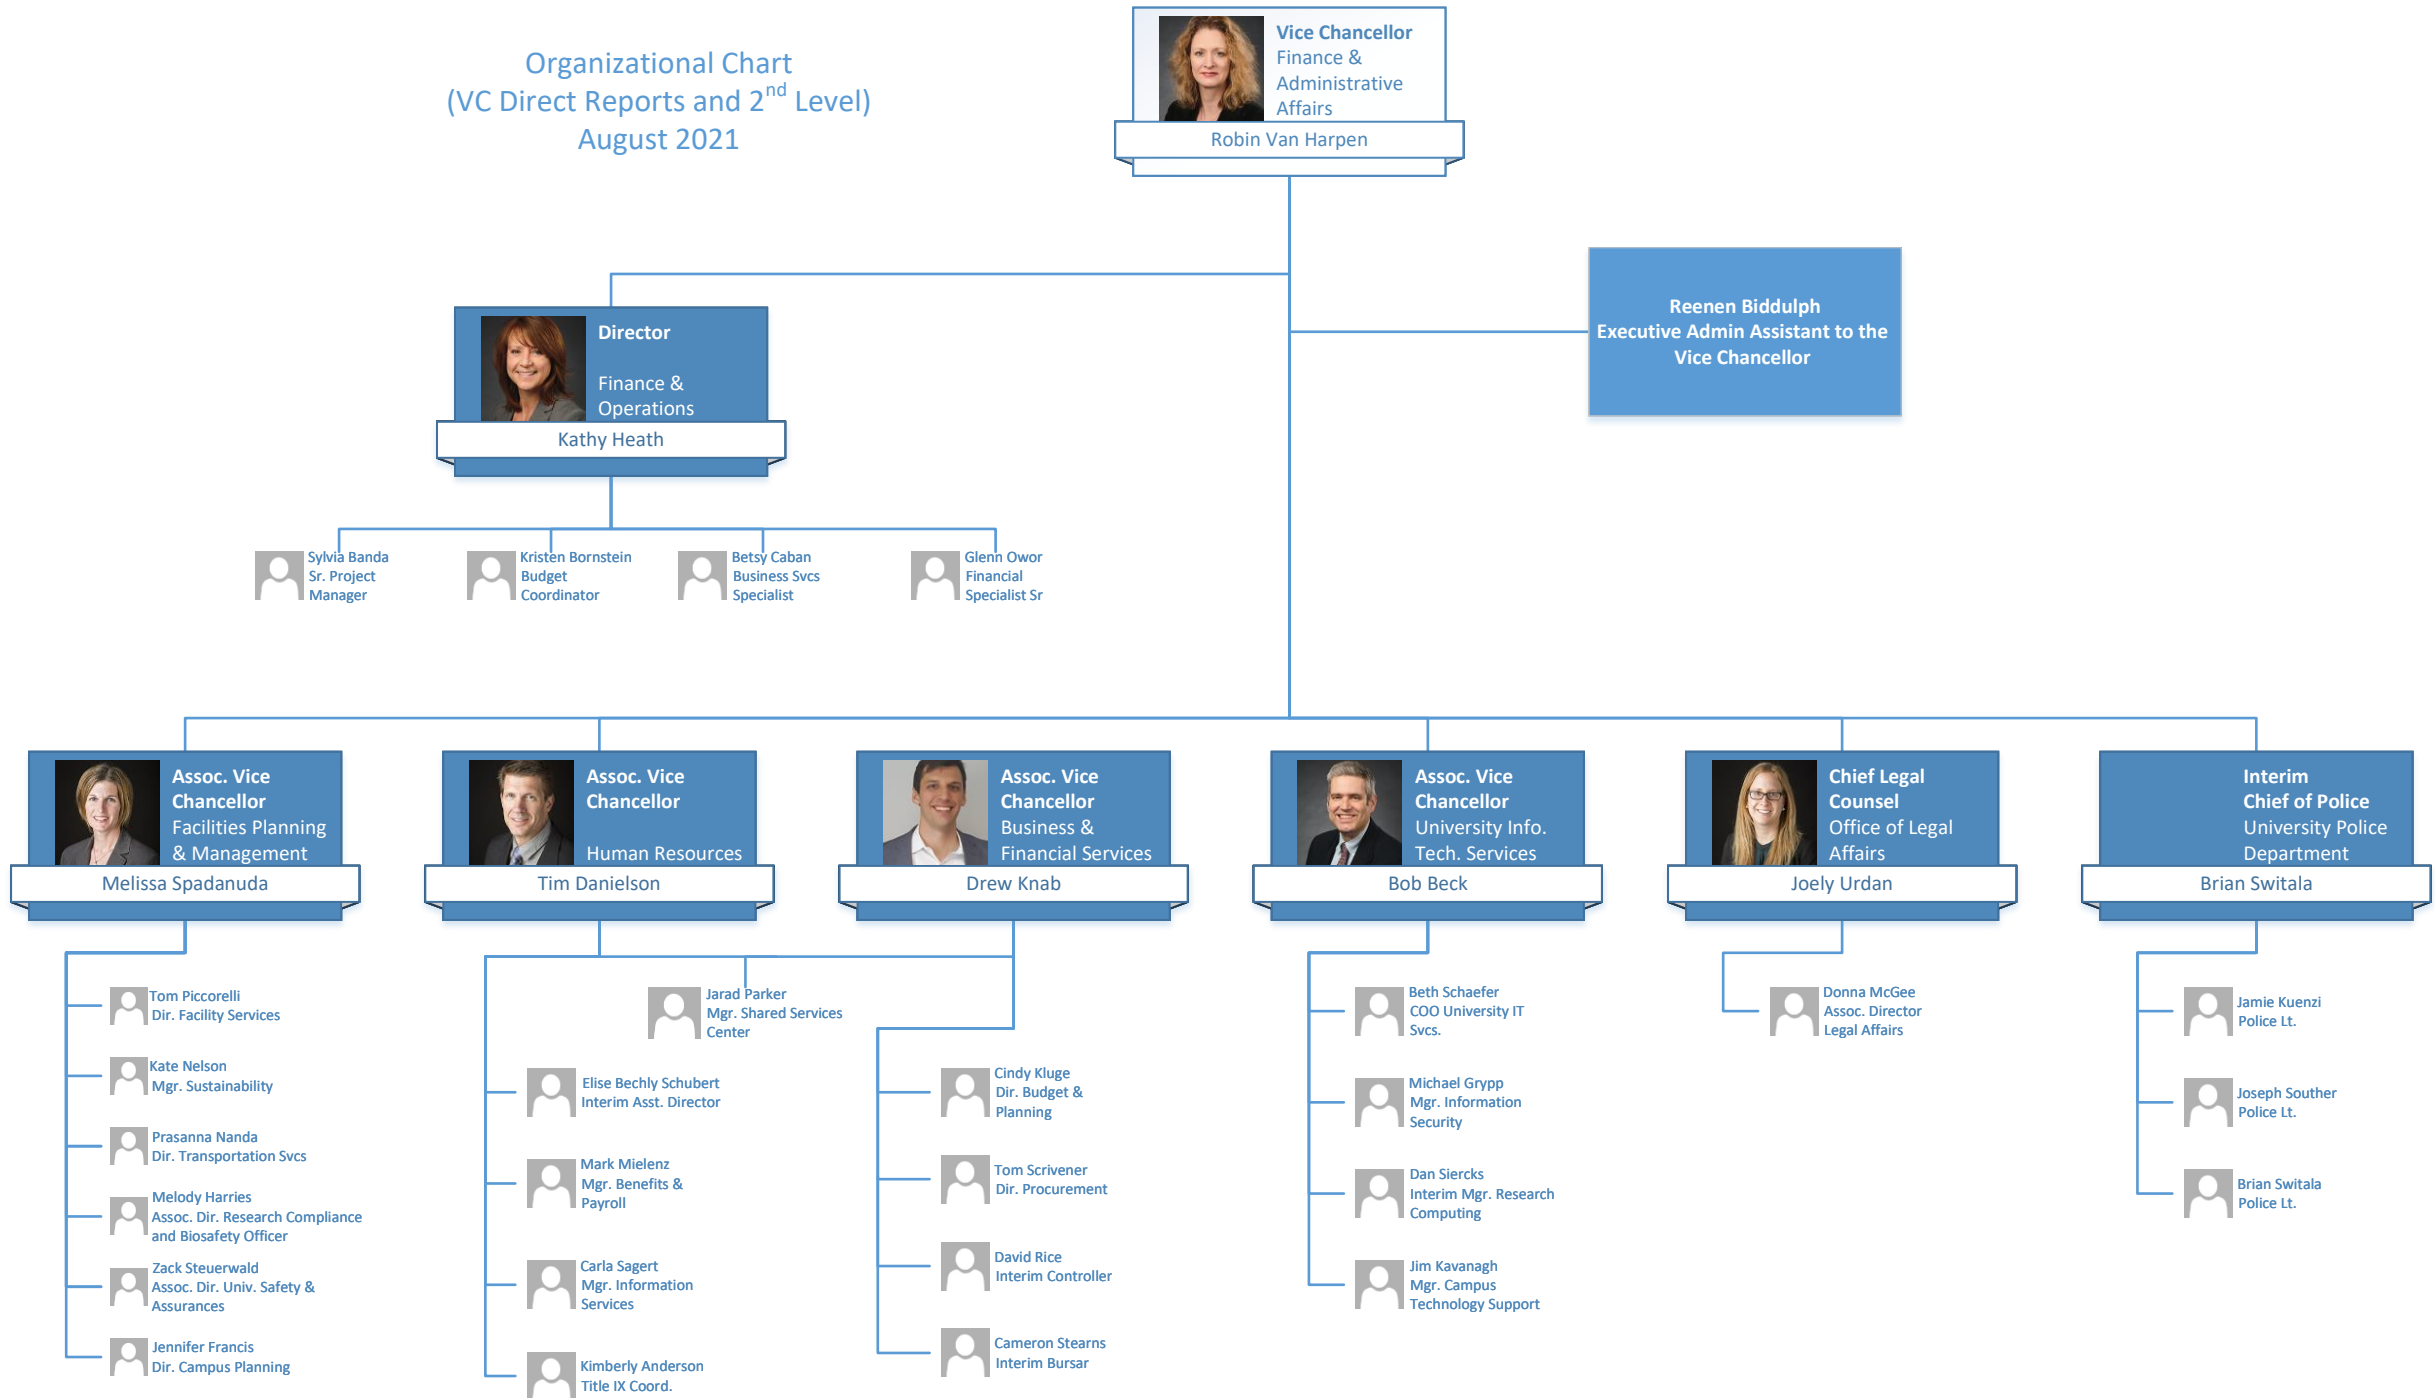 Organizational Chart
(VC Direct Reports and 2nd Level)
August 2021
Vice Chancellor
Finance &
Administrative
Affairs
Robin Van Harpen
Reenen Biddulph
Executive Admin Assistant to the
Vice Chancellor
Director
Finance &
Operations
Kathy Heath
Sylvia Banda
Sr. Project
Manager
Kristen Bornstein
Budget
Coordinator
Betsy Caban
Business Svcs
Specialist
Glenn Owor
Financial
Specialist Sr
Assoc. Vice
Chancellor
Facilities Planning
& Management
Melissa Spadanuda
Assoc. Vice
Chancellor
Human Resources
Tim Danielson
Assoc. Vice
Chancellor
Business &
Financial Services
Drew Knab
Assoc. Vice
Chancellor
University Info.
Tech. Services
Bob Beck
Chief Legal
Counsel
Office of Legal
Affairs
Joely Urdan
Interim
Chief of Police
University Police
Department
Brian Switala
Tom Piccorelli
Dir. Facility Services
Kate Nelson
Mgr. Sustainability
Prasanna Nanda
Dir. Transportation Svcs
Melody Harries
Assoc. Dir. Research Compliance
and Biosafety Officer
Zack Steuerwald
Assoc. Dir. Univ. Safety &
Assurances
Jennifer Francis
Dir. Campus Planning
Jarad Parker
Mgr. Shared Services
Center
Elise Bechly Schubert
Interim Asst. Director
Mark Mielenz
Mgr. Benefits &
Payroll
Carla Sagert
Mgr. Information
Services
Kimberly Anderson
Title IX Coord.
Cindy Kluge
Dir. Budget &
Planning
Tom Scrivener
Dir. Procurement
David Rice
Interim Controller
Cameron Stearns
Interim Bursar
Beth Schaefer
COO University IT
Svcs.
Michael Grypp
Mgr. Information
Security
Dan Siercks
Interim Mgr. Research
Computing
Jim Kavanagh
Mgr. Campus
Technology Support
Donna McGee
Assoc. Director
Legal Affairs
Jamie Kuenzi
Police Lt.
Joseph Souther
Police Lt.
Brian Switala
Police Lt.